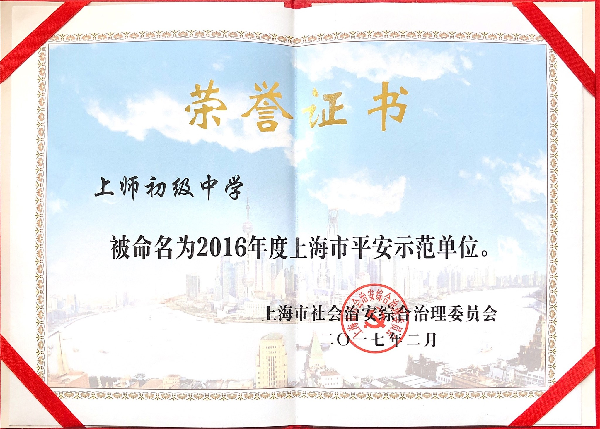 荣誉证书
上师初级中学
被命名为2016年度上海市平安示范单位。
上海市社会治安综合治理委员会
二〇一七年二月